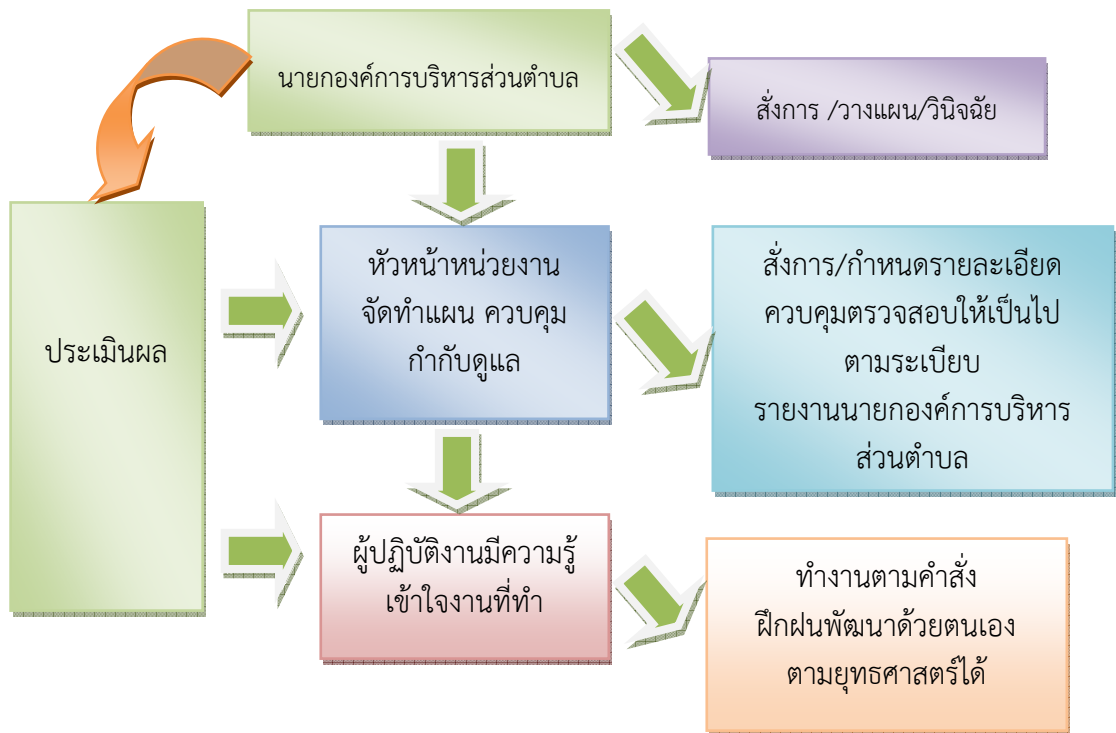 นายกองค์การบริหารส่วนตำบล
สั่งการ /วางแผน/วินิจฉัย
ประเมินผล
หัวหน้าหน่วยงาน
จัดทำแผน ควบคุม
กำกับดูแล
สั่งการ/กำหนดรายละเอียด
ควบคุมตรวจสอบให้เป็นไป
ตามระเบียบ
รายงานนายกองค์การบริหาร
ส่วนตำบล
ผู้ปฏิบัติงานมีความรู้
เข้าใจงานที่ทำ
ทำงานตามคำสั่ง
ฝึกฝนพัฒนาด้วยตนเอง
ตามยุทธศาสตร์ได้